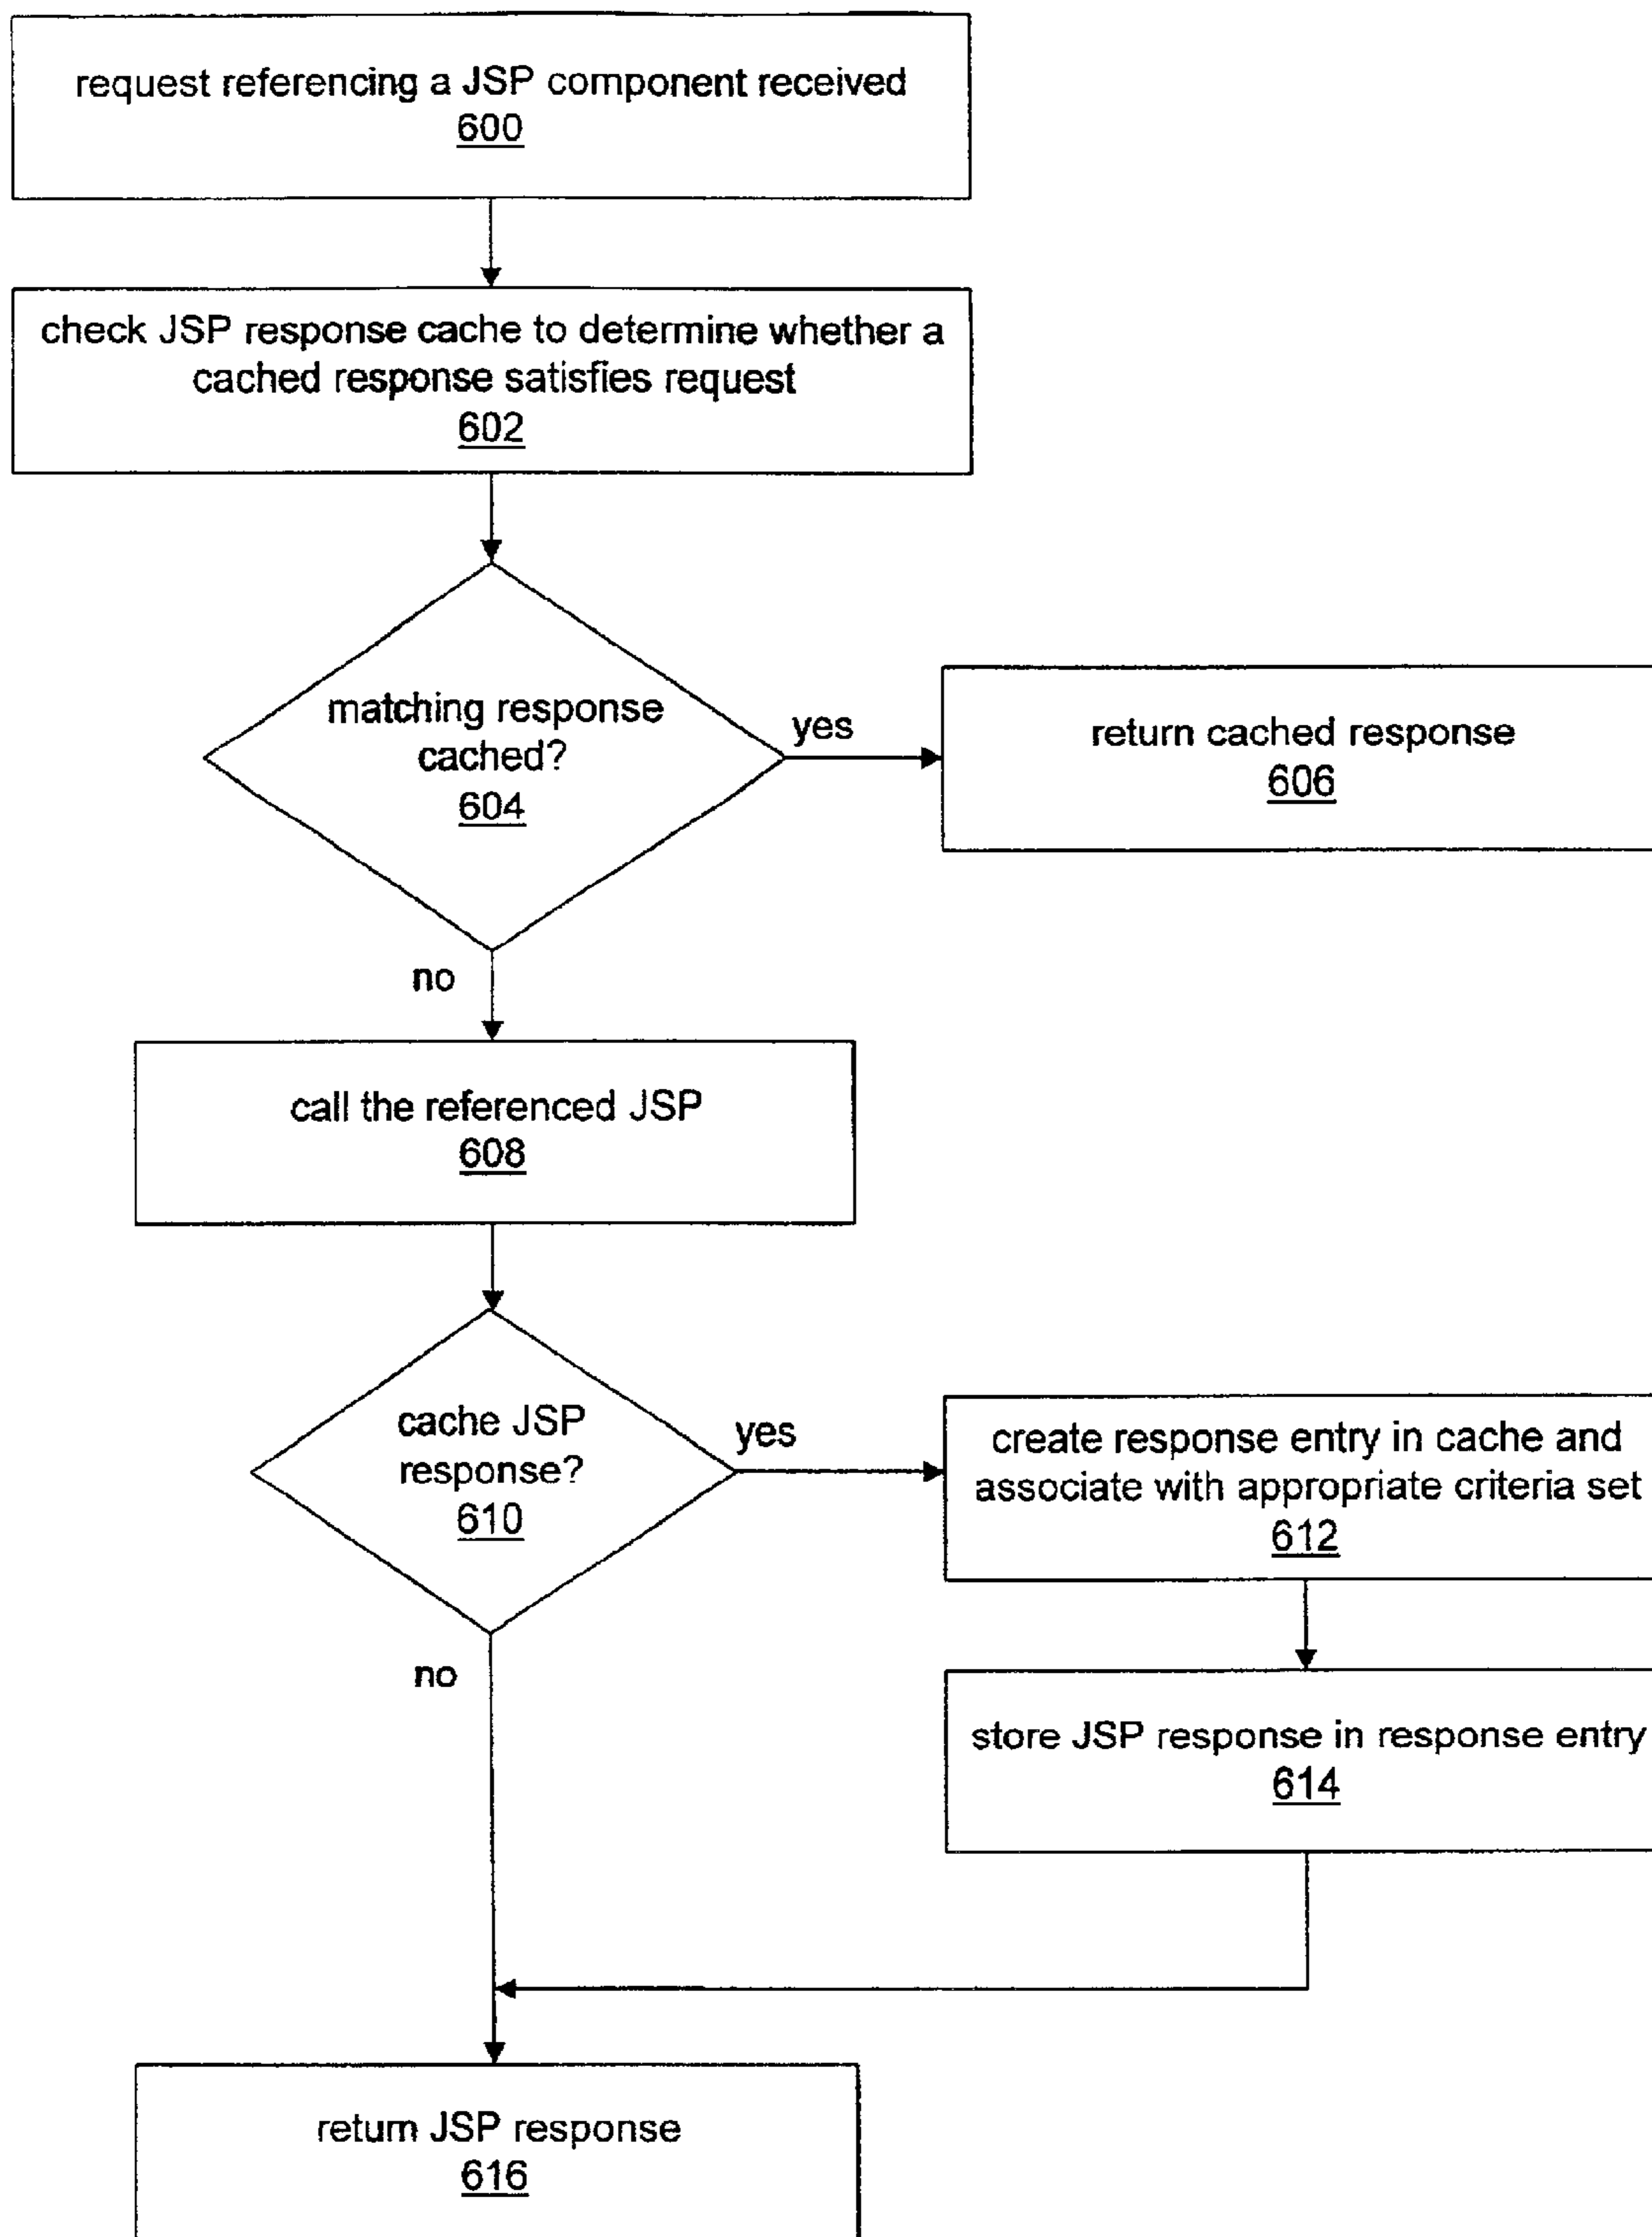 request referencing a JSP component received
600
check JSP response cache to determine whether a
cached response satisfies request
602
matching response
cached?
604
yes
return cached response
606
no
call the referenced JSP
608
cache JSP
response?
610
yes
create response entry in cache and
associate with appropriate criteria set
612
no
store JSP response in response entry
614
return JSP response
616